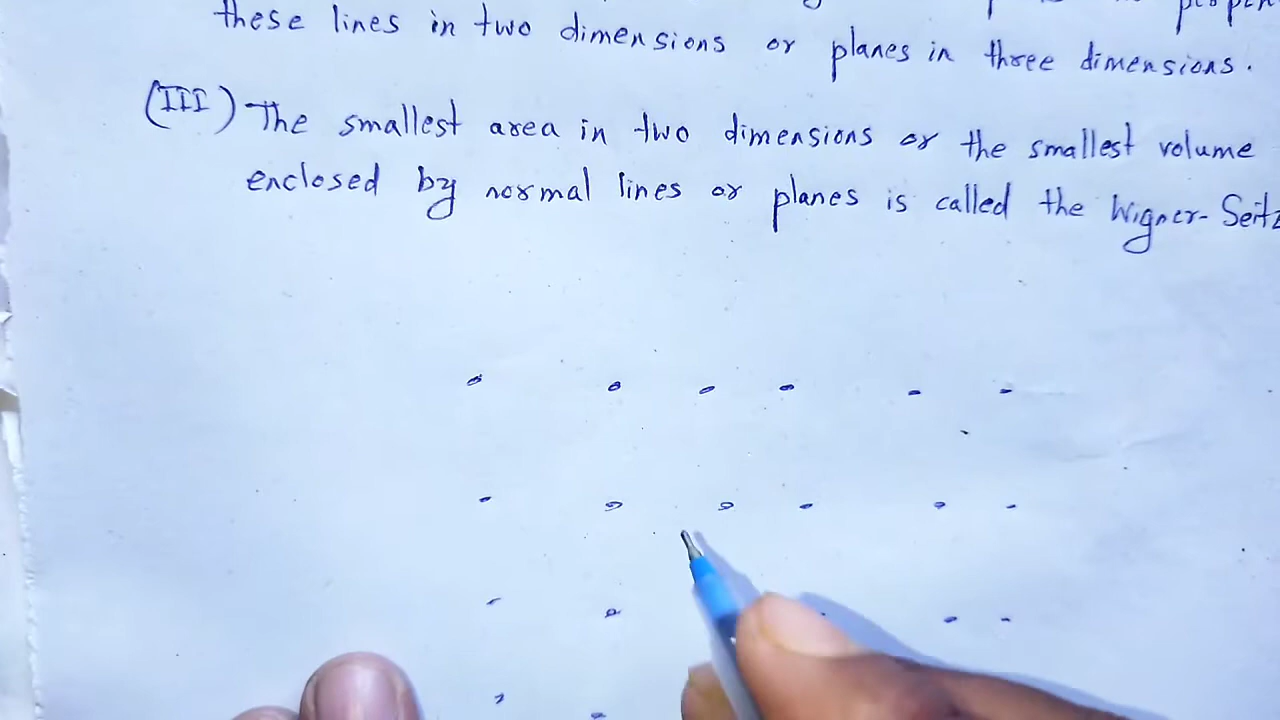 these lines in two dimensions or planes in three dimensions.
(III) The smallest area in two dimensions or the smallest volume
enclosed by normal lines or planes is called the Wigner-Seitz